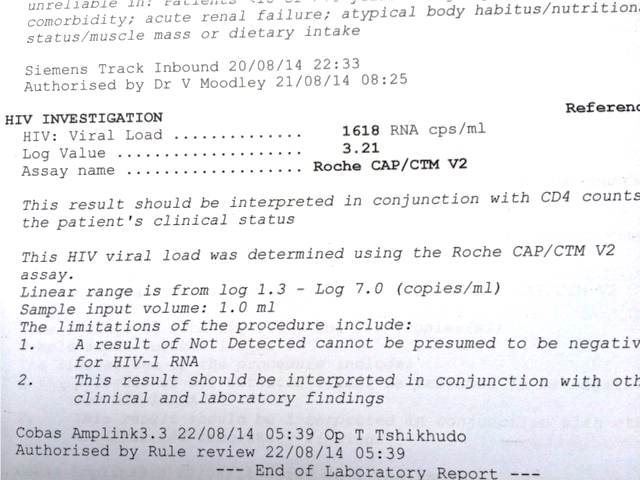 comorbidity; acute renal failure; atypical body habitus/nutritiona
status/muscle mass or dietary intake
Siemens Track Inbound 20/08/14 22:33
Authorised by Dr V Moodley 21/08/14 08:25
Referenc
HIV INVESTIGATION
HIV: Viral Load .............. 1618 RNA cps/ml
Log Value .................... 3.21
Assay name ................... Roche CAP/CTM V2
This result should be interpreted in conjunction with CD4 counts
the patient's clinical status
This HIV viral load was determined using the Roche CAP/CTM V2
assay.
Linear range is from log 1.3 - Log 7.0 (copies/ml)
Sample input volume: 1.0 ml
The limitations of the procedure include:
1. A result of Not Detected cannot be presumed to be negativ
for HIV-1 RNA
2. This result should be interpreted in conjunction with oth
clinical and laboratory findings
Cobas Amplink3.3 22/08/14 05:39 Op T Tshikhudo
Authorised by Rule review 22/08/14 05:39
--- End of Laboratory Report ---